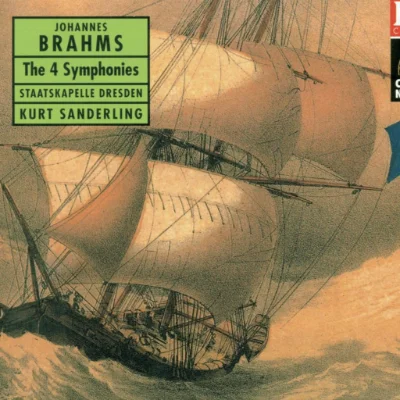 JOHANNES
BRAHMS
The 4 Symphonies
STAATSKAPELLE DRESDEN
KURT SANDERLING